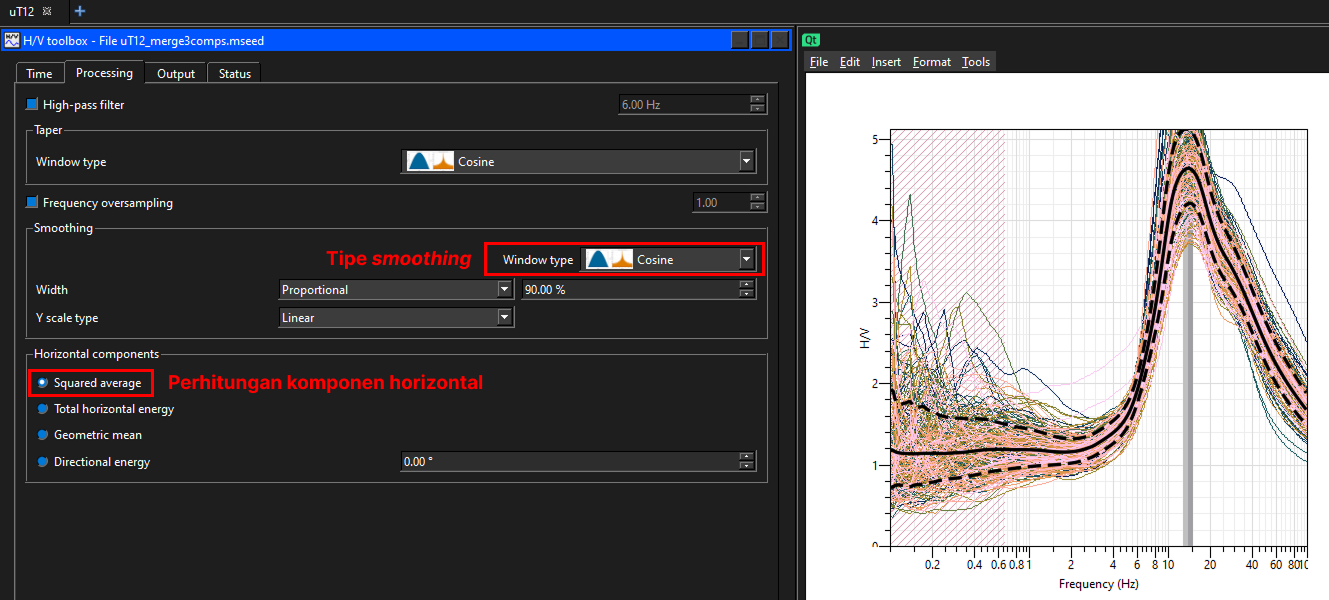 uT12
H/V toolbox - File uT12_merge3comps.mseed
Time Processing Output Status
High-pass filter 6.00 Hz
Taper
Window type Cosine
Frequency oversampling 1.00
Smoothing
Tipe smoothing Window type Cosine
Width Proportional 90.00 %
Y scale type Linear
Horizontal components
Squared average Perhitungan komponen horizontal
Total horizontal energy
Geometric mean
Directional energy 0.00 °
Qt
File Edit Insert Format Tools
5
4
3
2
1
0
H/V
0.2 0.4 0.6 0.8 1 2 4 6 8 10 20 40 60 80
Frequency (Hz)